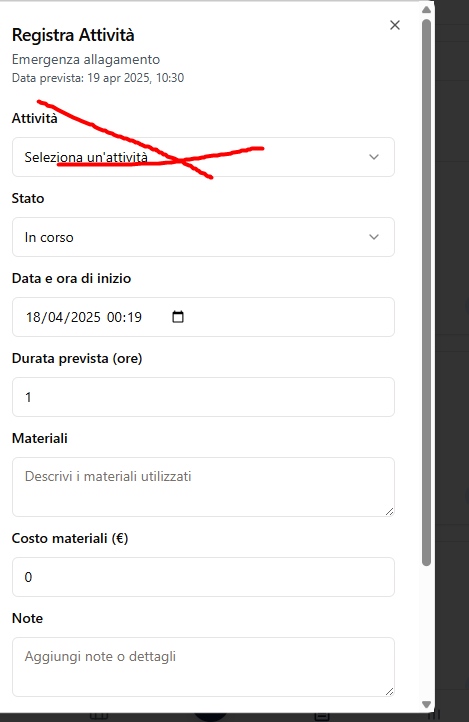 Registra Attività
Emergenza allagamento
Data prevista: 19 apr 2025, 10:30
Attività
Seleziona un'attività
Stato
In corso
Data e ora di inizio
18/04/2025 00:19
Durata prevista (ore)
1
Materiali
Descrivi i materiali utilizzati
Costo materiali (€)
0
Note
Aggiungi note o dettagli